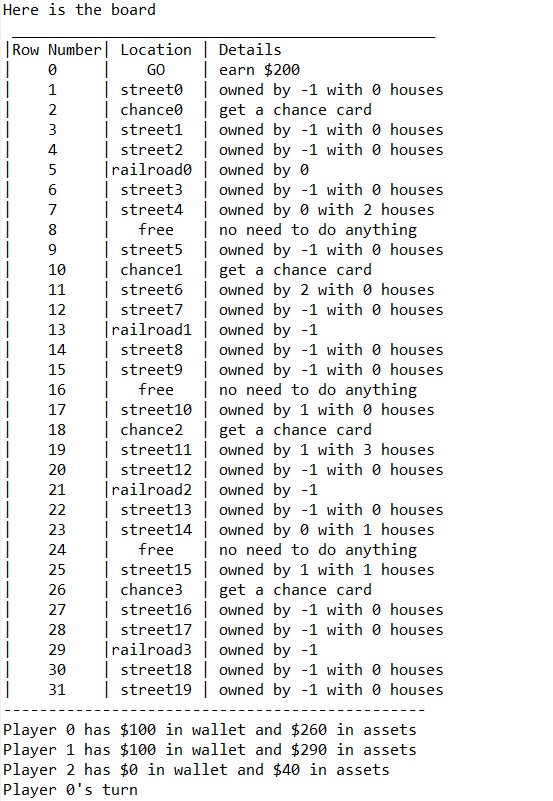 Here is the board
|Row Number| Location | Details
| 0 | GO | earn $200
| 1 | street0 | owned by -1 with 0 houses
| 2 | chance0 | get a chance card
| 3 | street1 | owned by -1 with 0 houses
| 4 | street2 | owned by -1 with 0 houses
| 5 |railroad0 | owned by 0
| 6 | street3 | owned by -1 with 0 houses
| 7 | street4 | owned by 0 with 2 houses
| 8 | free | no need to do anything
| 9 | street5 | owned by -1 with 0 houses
| 10 | chance1 | get a chance card
| 11 | street6 | owned by 2 with 0 houses
| 12 | street7 | owned by -1 with 0 houses
| 13 |railroad1 | owned by -1
| 14 | street8 | owned by -1 with 0 houses
| 15 | street9 | owned by -1 with 0 houses
| 16 | free | no need to do anything
| 17 | street10 | owned by 1 with 0 houses
| 18 | chance2 | get a chance card
| 19 | street11 | owned by 1 with 3 houses
| 20 | street12 | owned by -1 with 0 houses
| 21 |railroad2 | owned by -1
| 22 | street13 | owned by -1 with 0 houses
| 23 | street14 | owned by 0 with 1 houses
| 24 | free | no need to do anything
| 25 | street15 | owned by 1 with 1 houses
| 26 | chance3 | get a chance card
| 27 | street16 | owned by -1 with 0 houses
| 28 | street17 | owned by -1 with 0 houses
| 29 |railroad3 | owned by -1
| 30 | street18 | owned by -1 with 0 houses
| 31 | street19 | owned by -1 with 0 houses
-----------------------------------------------
Player 0 has $100 in wallet and $260 in assets
Player 1 has $100 in wallet and $290 in assets
Player 2 has $0 in wallet and $40 in assets
Player 0's turn